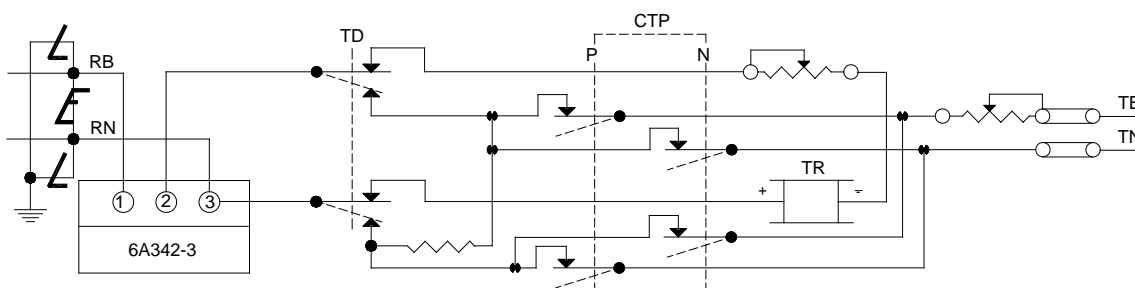 CTP
TD
P N
RB
TB
RN
TN
TR
+ -
1 2 3
6A342-3